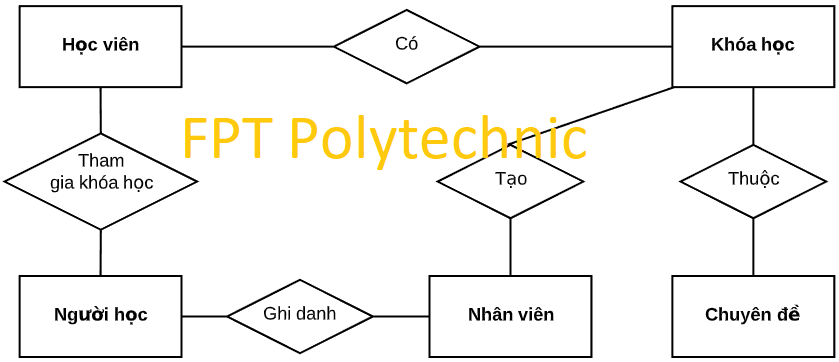 Học viên
Có
Khóa học
FPT Polytechnic
Tham
gia khóa học
Tạo
Thuộc
Người học
Ghi danh
Nhân viên
Chuyên đề